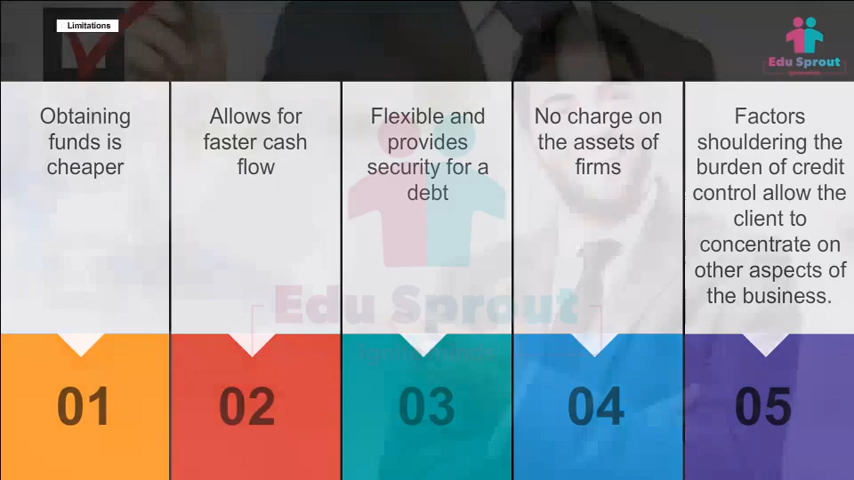 Limitations
Edu Sprout
Obtaining
funds is
cheaper
Allows for
faster cash
flow
Flexible and
provides
security for a
debt
No charge on
the assets of
firms
Factors
shouldering the
burden of credit
control allow the
client to
concentrate on
other aspects of
the business.
Edu Sprout
01
02
03
04
05